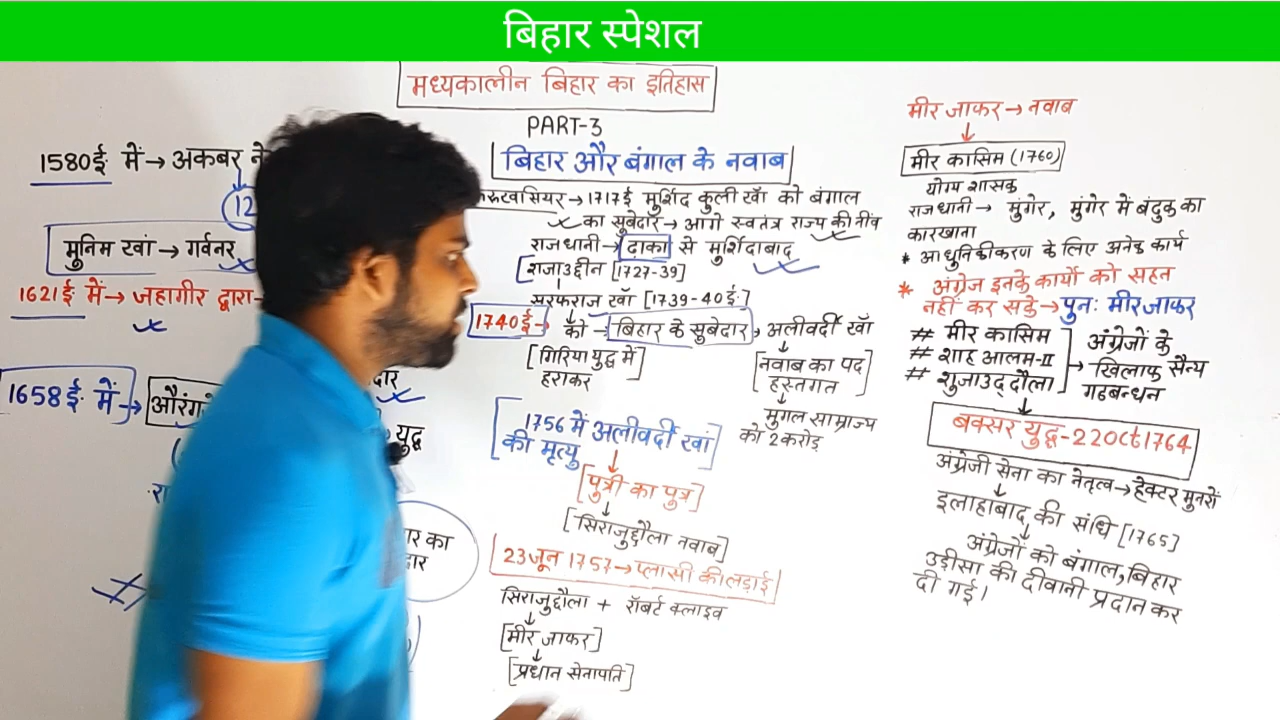 बिहार स्पेशल
मध्यकालीन बिहार का इतिहास
PART-3
1580ई में → अकबर ने
12
मुनिम खां → गर्वनर
1621ई में → जहागीर द्वारा
1658ई में →
दार
युद्ध
रा
ार का
दार
बिहार और बंगाल के नवाब
फरूखसियर → 1717ई मुर्शिद कुली खाँ को बंगाल
का सुबेदार → आगे स्वतंत्र राज्य की नींव
राजधानी → ढ़ाका से मुर्शिदाबाद
[शुजाउद्दीन [1727-39]
सरफराज खाँ [1739-40ई.]
1740ई → को → बिहार के सुबेदार, अलीवर्दी खाँ
[गिरिया युद्ध में हराकर]
[नवाब का पद हस्तगत]
मुगल साम्राज्य
को 2करोड़
[1756 में अलीवर्दी खां
की मृत्यु]
[पुत्री का पुत्र]
[सिराजुद्दौला नवाब]
23जून 1757 → प्लासी की लड़ाई
सिराजुद्दौला + रॉबर्ट क्लाइव
[मीर जाफर]
[प्रधान सेनापति]
मीर जाफर → नवाब
मीर कासिम (1760)
योग्य शासक
राजधानी → मुंगेर, मुंगेर में बंदुक का
कारखाना
* आधुनिकीकरण के लिए अनेक कार्य
* अंग्रेज इनके कार्यो को सहन
नहीं कर सके → पुनः मीरजाफर
# मीर कासिम
# शाह आलम-II
# शुजाउद्दौला
अंग्रेजों के
खिलाफ सैन्य
गठबन्धन
बक्सर युद्ध-22Oct1764
अंग्रेजी सेना का नेतृत्व → हेक्टर मुनरो
इलाहाबाद की संधि [1765]
अंग्रेजों को बंगाल, बिहार
उड़ीसा की दीवानी प्रदान कर
दी गई।